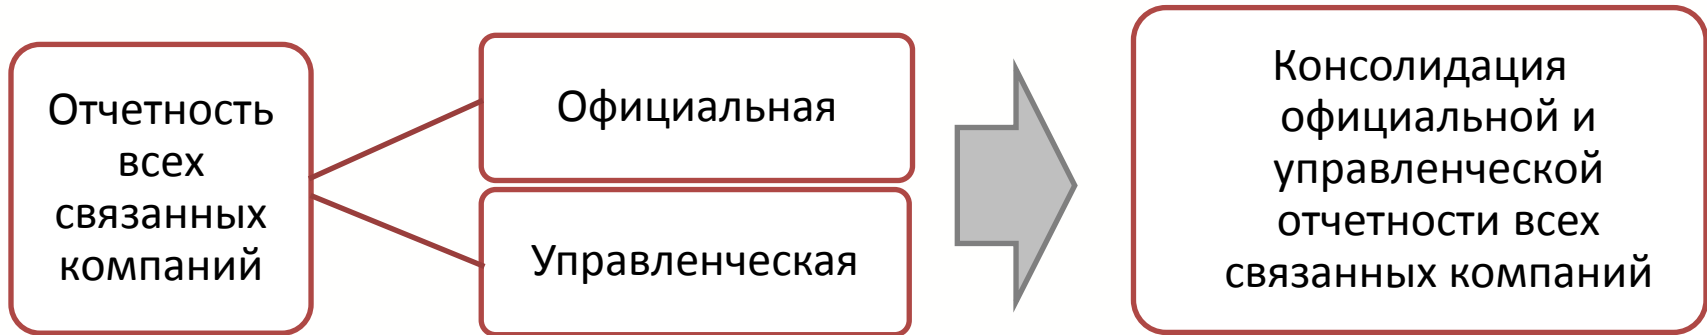 Отчетность
всех
связанных
компаний
Официальная
Управленческая
Консолидация
официальной и
управленческой
отчетности всех
связанных компаний